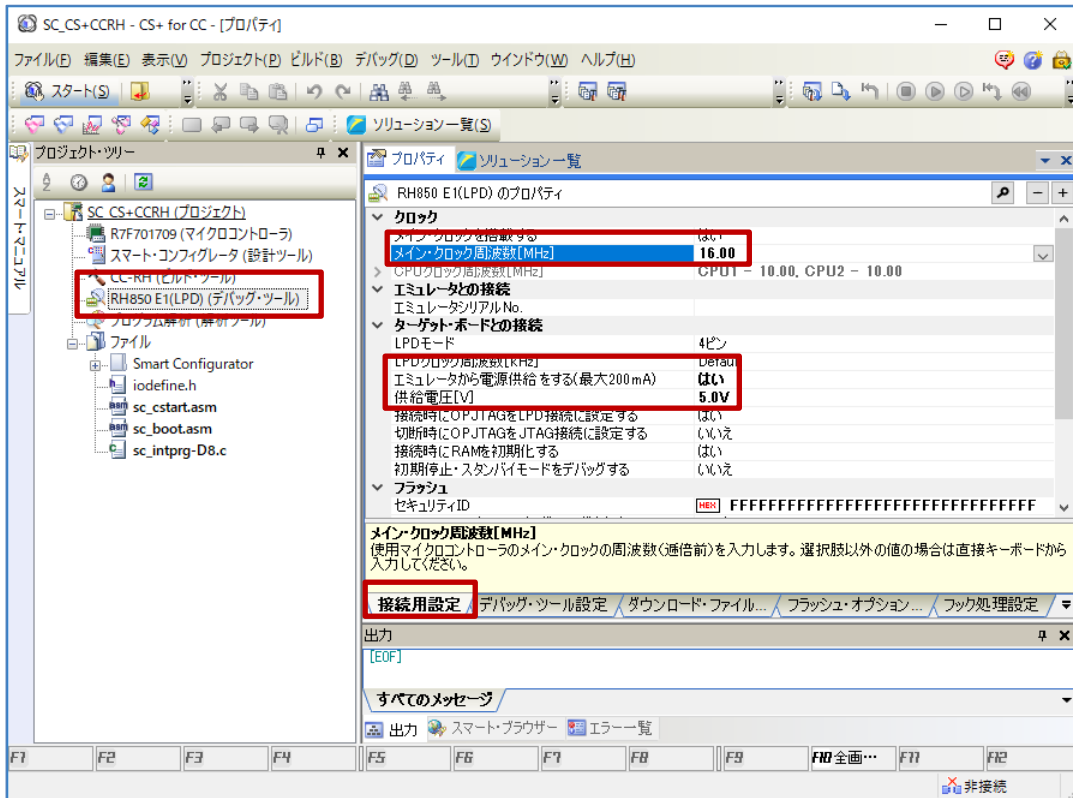 SC_CS+CCRH - CS+ for CC - [プロパティ]
ファイル(F) 編集(E) 表示(V) プロジェクト(P) ビルド(B) デバッグ(D) ツール(T) ウインドウ(W) ヘルプ(H)
スタート(S)
ソリューション一覧(S)
スマート・マニュアル
プロジェクト・ツリー
SC_CS+CCRH (プロジェクト)
R7F701709 (マイクロコントローラ)
スマート・コンフィグレータ (設計ツール)
CC-RH (ビルド・ツール)
RH850 E1(LPD) (デバッグ・ツール)
プログラム解析 (解析ツール)
ファイル
Smart Configurator
iodefine.h
sc_cstart.asm
sc_boot.asm
sc_intprg-D8.c
プロパティ ソリューション一覧
RH850 E1(LPD) のプロパティ
クロック
メイン・クロックを搭載する はい
メイン・クロック周波数[MHz] 16.00
CPUクロック周波数[MHz] CPU1 - 10.00, CPU2 - 10.00
エミュレータとの接続
エミュレータシリアルNo.
ターゲット・ボードとの接続
LPDモード 4ピン
LPDクロック周波数[KHz] Default
エミュレータから電源供給をする(最大200mA) はい
供給電圧[V] 5.0V
接続時にOPJTAGをLPD接続に設定する はい
切断時にOPJTAGをJTAG接続に設定する いいえ
接続時にRAMを初期化する はい
初期停止・スタンバイモードをデバッグする いいえ
フラッシュ
セキュリティID HEX FFFFFFFFFFFFFFFFFFFFFFFFFFFFFFFF
メイン・クロック周波数[MHz]
使用マイクロコントローラのメイン・クロックの周波数(逓倍前)を入力します。選択肢以外の値の場合は直接キーボードから
入力してください。
接続用設定 デバッグ・ツール設定 ダウンロード・ファイル... フラッシュ・オプション... フック処理設定
出力
[EOF]
すべてのメッセージ
出力 スマート・ブラウザー エラー一覧
F1 F2 F3 F4 F5 F6 F7 F8 F9 F10 全画… F11 F12
非接続